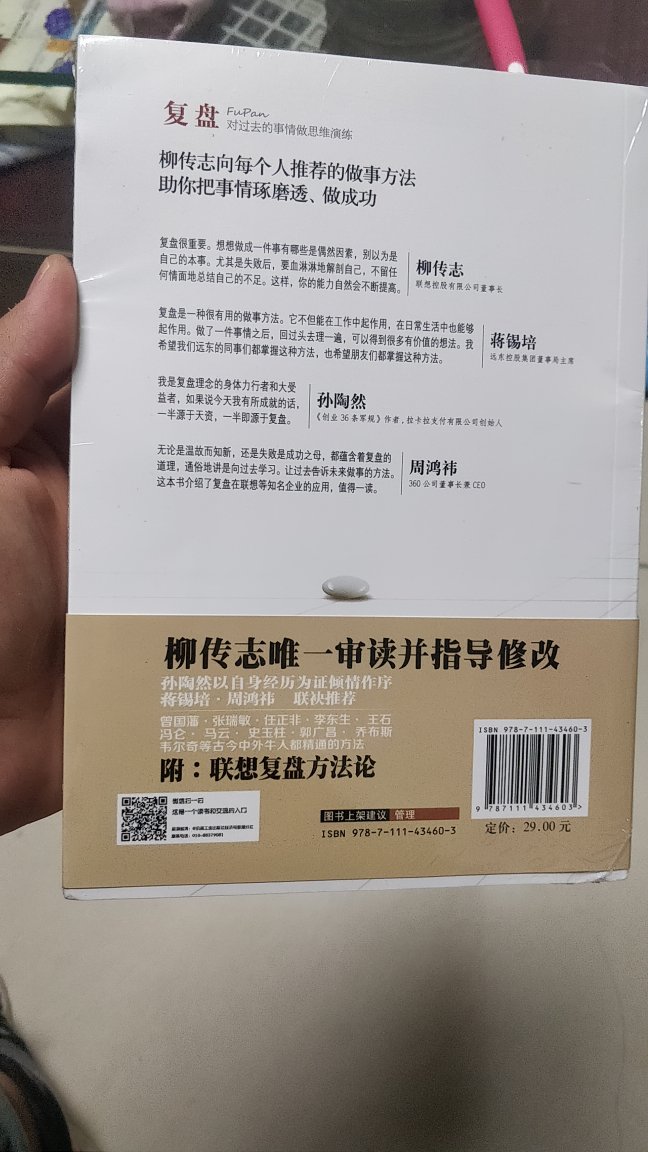 复盘 FuPan
对过去的事情做思维演练
柳传志向每个人推荐的做事方法
助你把事情琢磨透、做成功
复盘很重要。想想做成一件事有哪些是偶然因素，别以为是
自己的本事。尤其是失败后，要血淋淋地解剖自己，不留任
何情面地总结自己的不足。这样，你的能力自然会不断提高。
柳传志
联想控股有限公司董事长
复盘是一种很有用的做事方法。它不但能在工作中起作用，在日常生活中也能够
起作用。做了一件事情之后，回过头去理一遍，可以得到很多有价值的想法。我
希望我们远东的同事们都掌握这种方法，也希望朋友们都掌握这种方法。
蒋锡培
远东控股集团董事局主席
我是复盘理念的身体力行者和大受
益者，如果说今天我有所成就的话，
一半源于天资，一半即源于复盘。
孙陶然
《创业36条军规》作者，拉卡拉支付有限公司创始人
无论是温故而知新，还是失败是成功之母，都蕴含着复盘的
道理，通俗地讲是向过去学习。让过去告诉未来做事的方法。
这本书介绍了复盘在联想等知名企业的应用，值得一读。
周鸿祎
360公司董事长兼CEO
柳传志唯一审读并指导修改
孙陶然以自身经历为证倾情作序
蒋锡培·周鸿祎 联袂推荐
曾国藩·张瑞敏·任正非·李东生·王石
冯仑·马云·史玉柱·郭广昌·乔布斯
韦尔奇等古今中外牛人都精通的方法
附：联想复盘方法论
微信扫一扫
这是一个读书和交流的入口
图书上架建议 管理
ISBN 978-7-111-43460-3
ISBN 978-7-111-43460-3
9 787111 434603 >
定价：29.00元